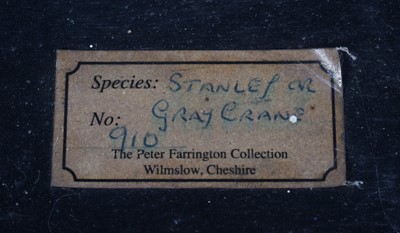 Species: STANLEY OR
No: GRAY CRANE
910
The Peter Farrington Collection
Wilmslow, Cheshire